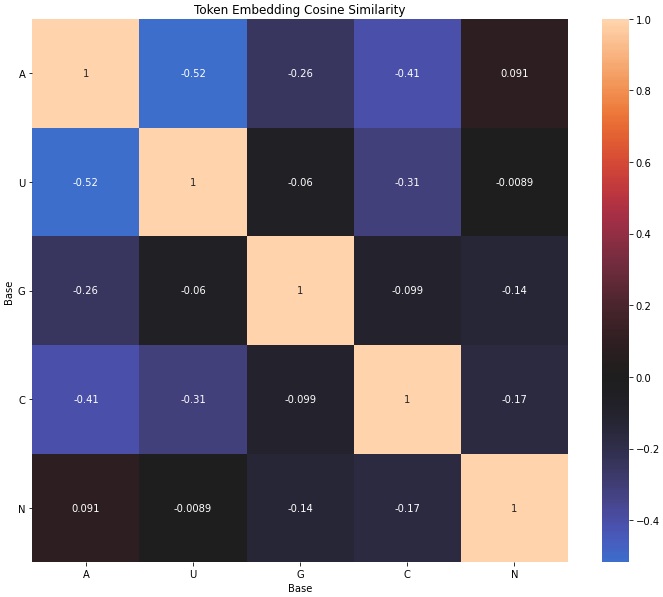 Token Embedding Cosine Similarity
A 1 -0.52 -0.26 -0.41 0.091
U -0.52 1 -0.06 -0.31 -0.0089
G -0.26 -0.06 1 -0.099 -0.14
C -0.41 -0.31 -0.099 1 -0.17
N 0.091 -0.0089 -0.14 -0.17 1
A U G C N
Base
Base
1.0
0.8
0.6
0.4
0.2
0.0
−0.2
−0.4